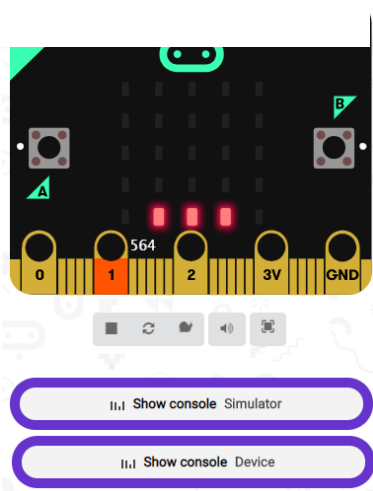 B
A
564
0 1 2 3V GND
Show console Simulator
Show console Device